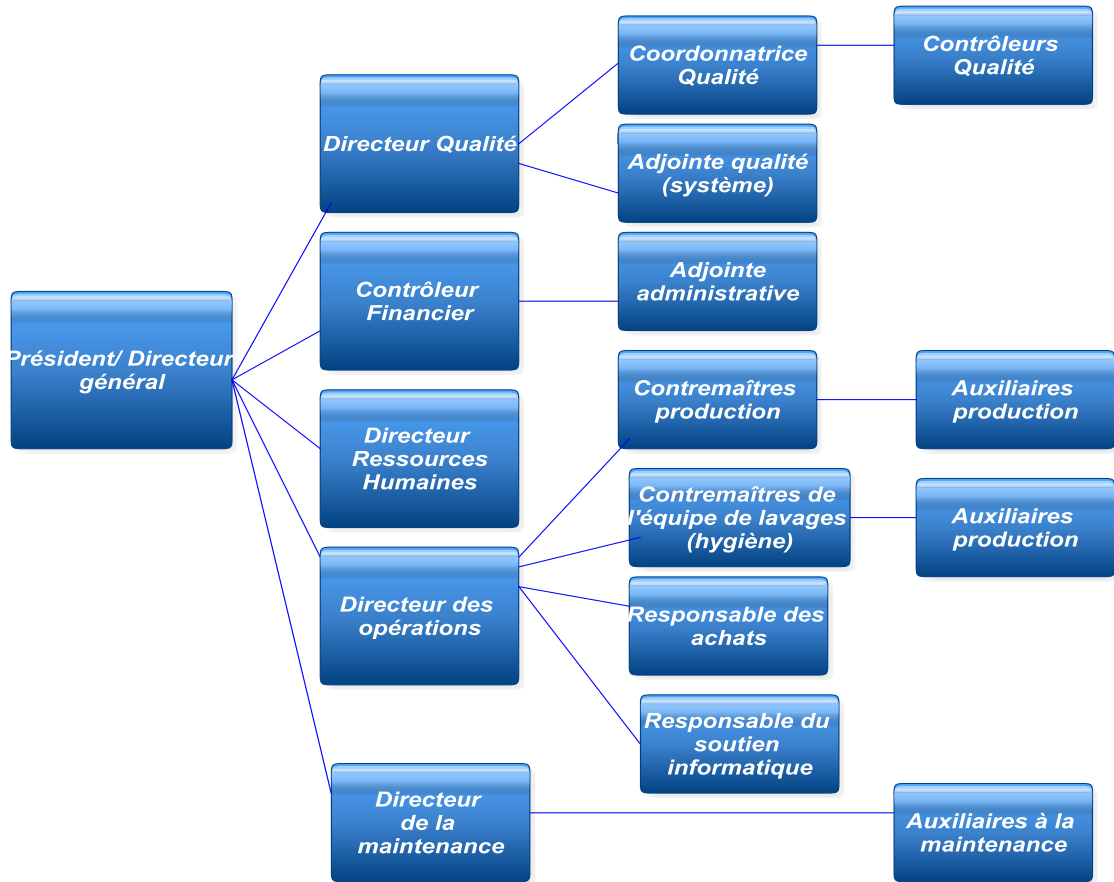 Coordonnatrice
Qualité
Contrôleurs
Qualité
Directeur Qualité
Adjointe qualité
(système)
Contrôleur
Financier
Adjointe
administrative
Président/ Directeur
général
Directeur
Ressources
Humaines
Contremaîtres
production
Auxiliaires
production
Contremaîtres de
l'équipe de lavages
(hygiène)
Auxiliaires
production
Directeur des
opérations
Responsable des
achats
Responsable du
soutien
informatique
Directeur
de la
maintenance
Auxiliaires à la
maintenance